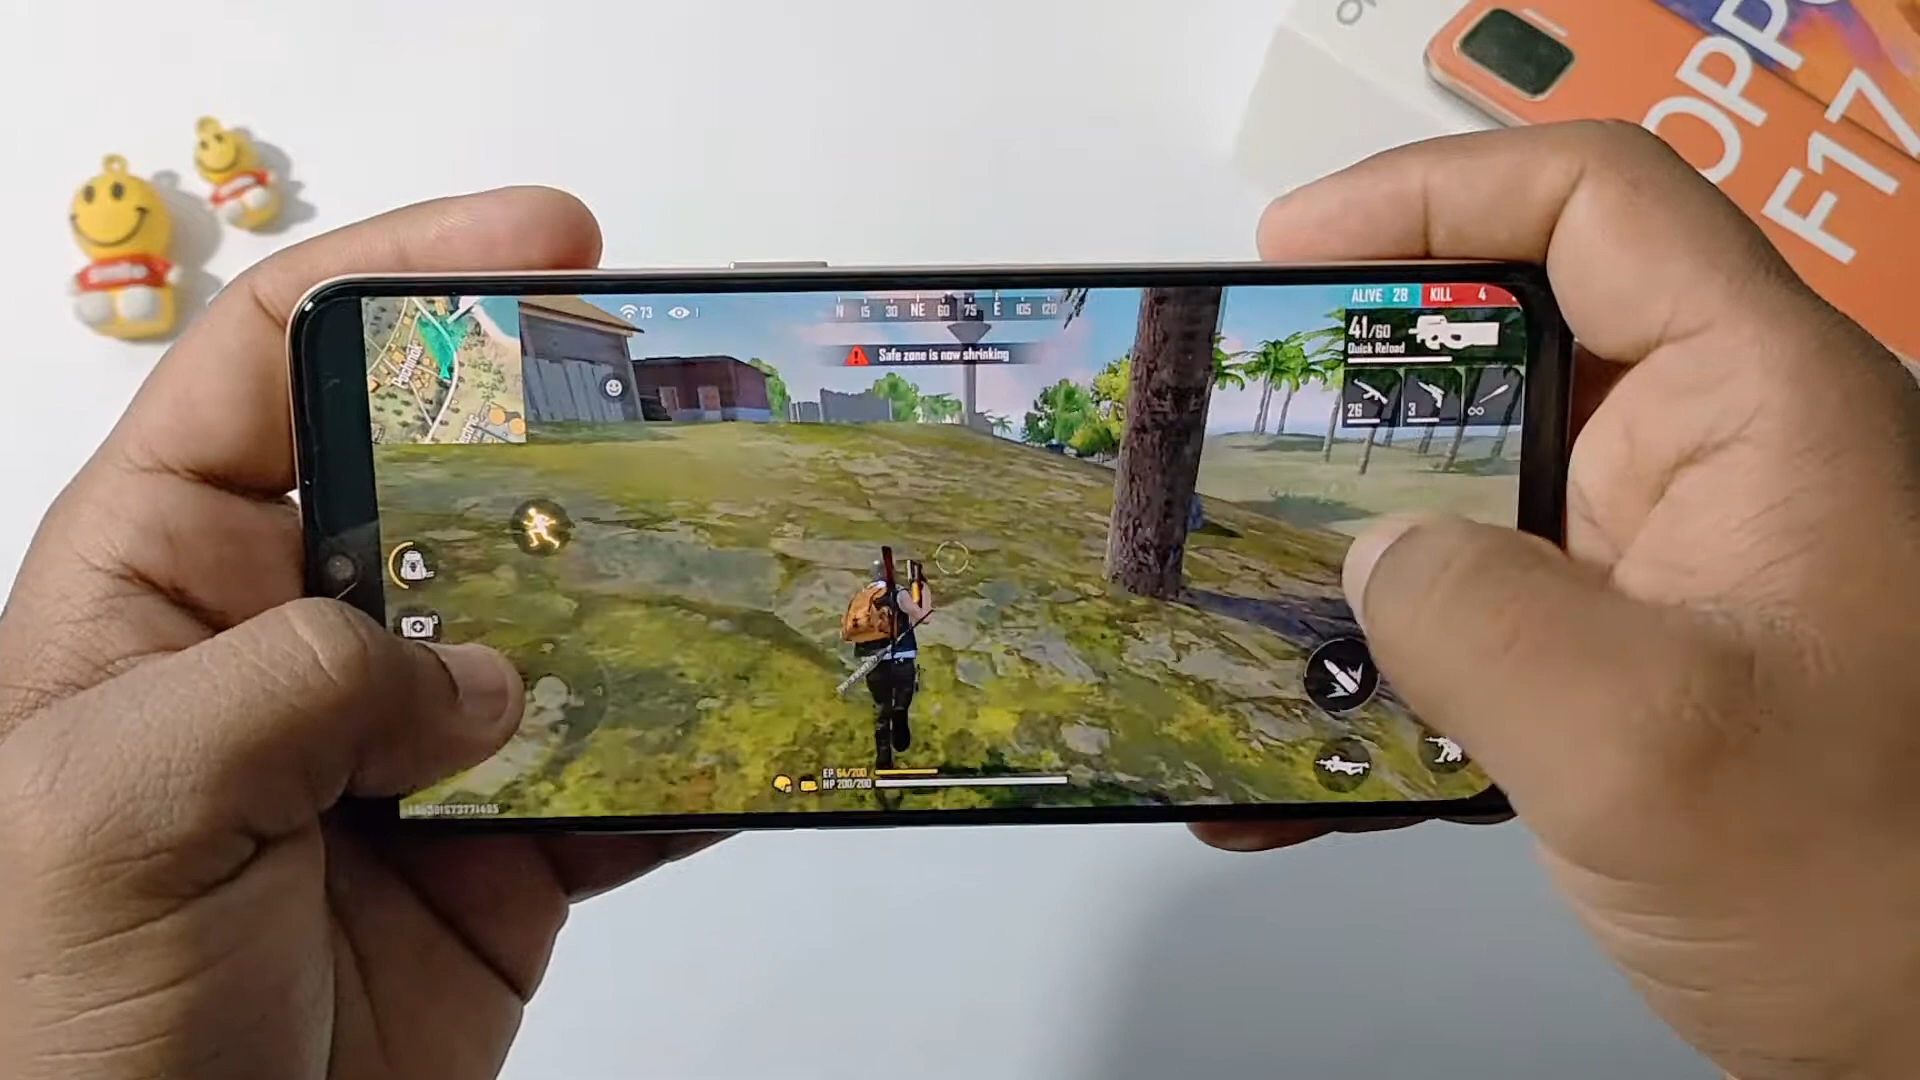 OPPO
F17
ALIVE 28 KILL 4
73
N 15 30 NE 60 75 E 105 120
41/60
Quick Reload
Safe zone is now shrinking
26
3
∞
EP 64/200
HP 200/200